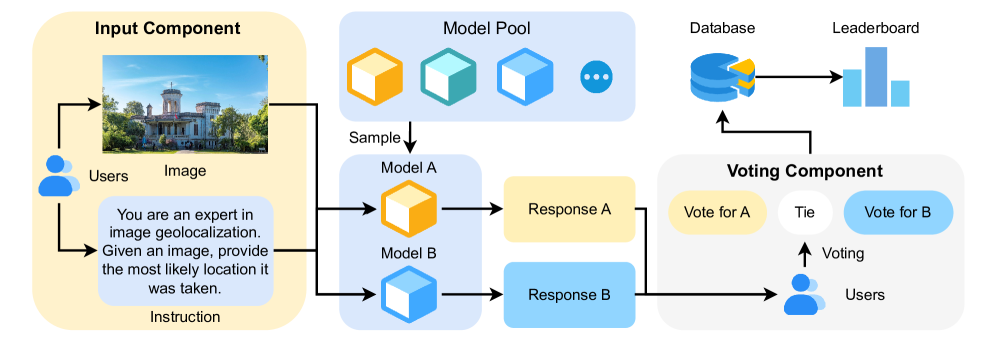 Input Component
Image
Users
You are an expert in
image geolocalization.
Given an image, provide
the most likely location it
was taken.
Instruction
Model Pool
Sample
Model A
Model B
Response A
Response B
Database
Leaderboard
Voting Component
Vote for A
Tie
Vote for B
Voting
Users